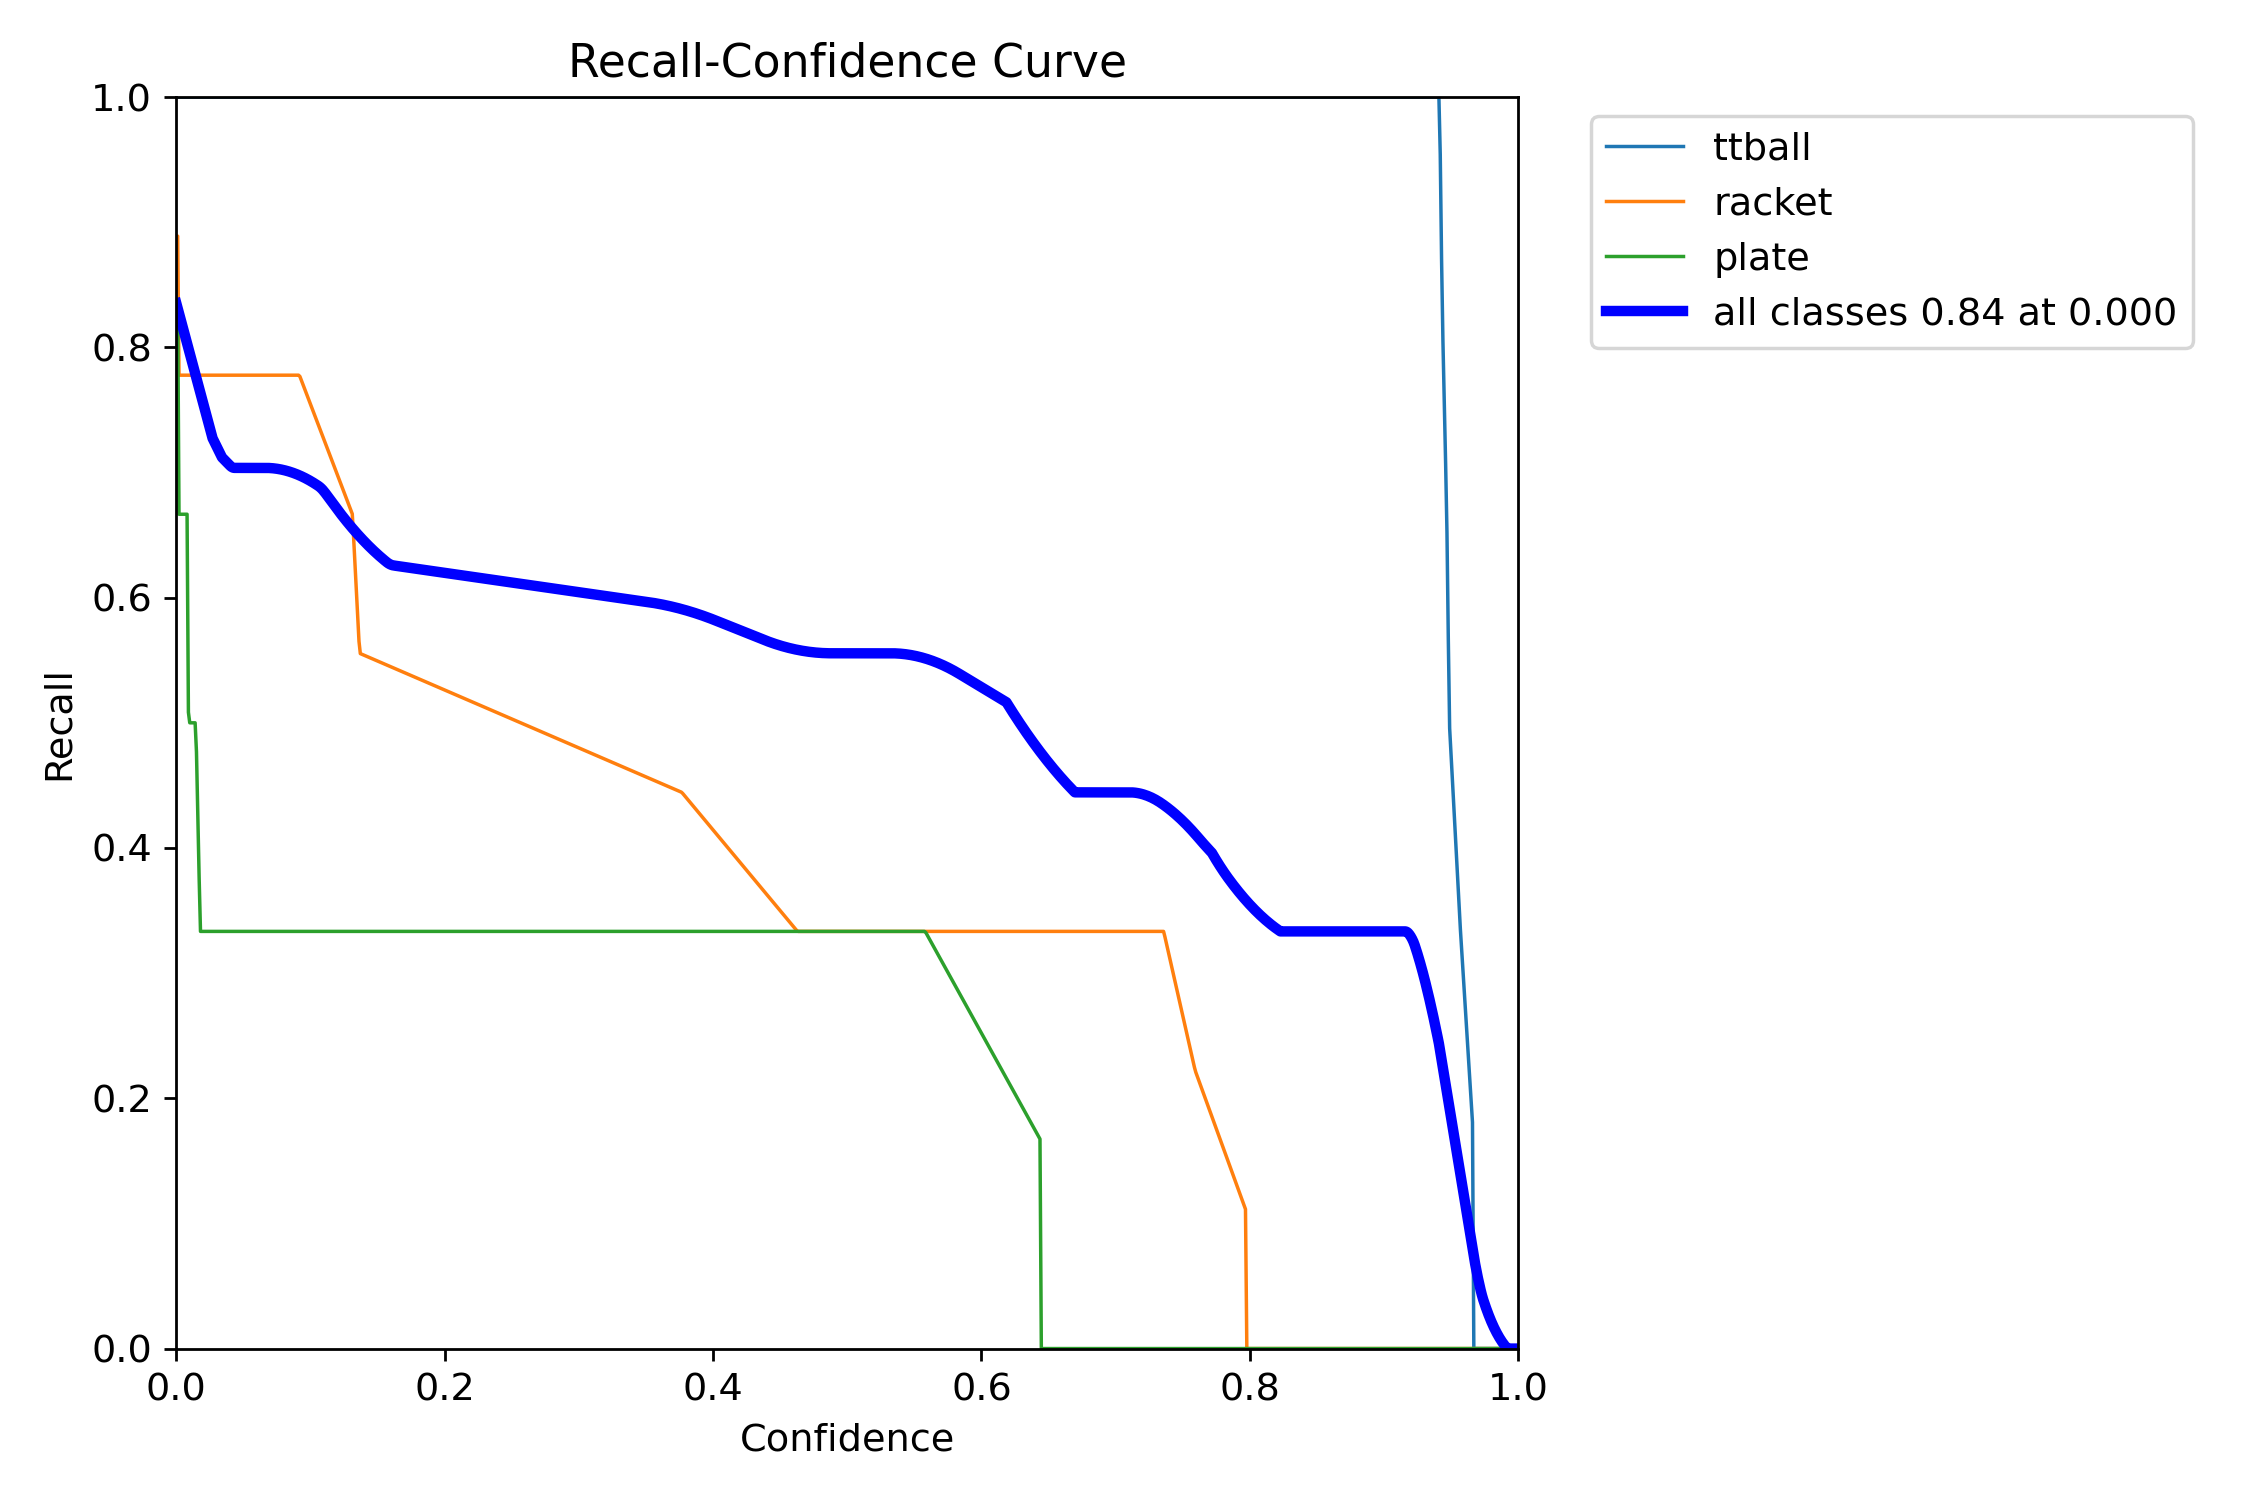 Recall-Confidence Curve
1.0
0.8
0.6
0.4
0.2
0.0
Recall
0.0 0.2 0.4 0.6 0.8 1.0
Confidence
ttball
racket
plate
all classes 0.84 at 0.000